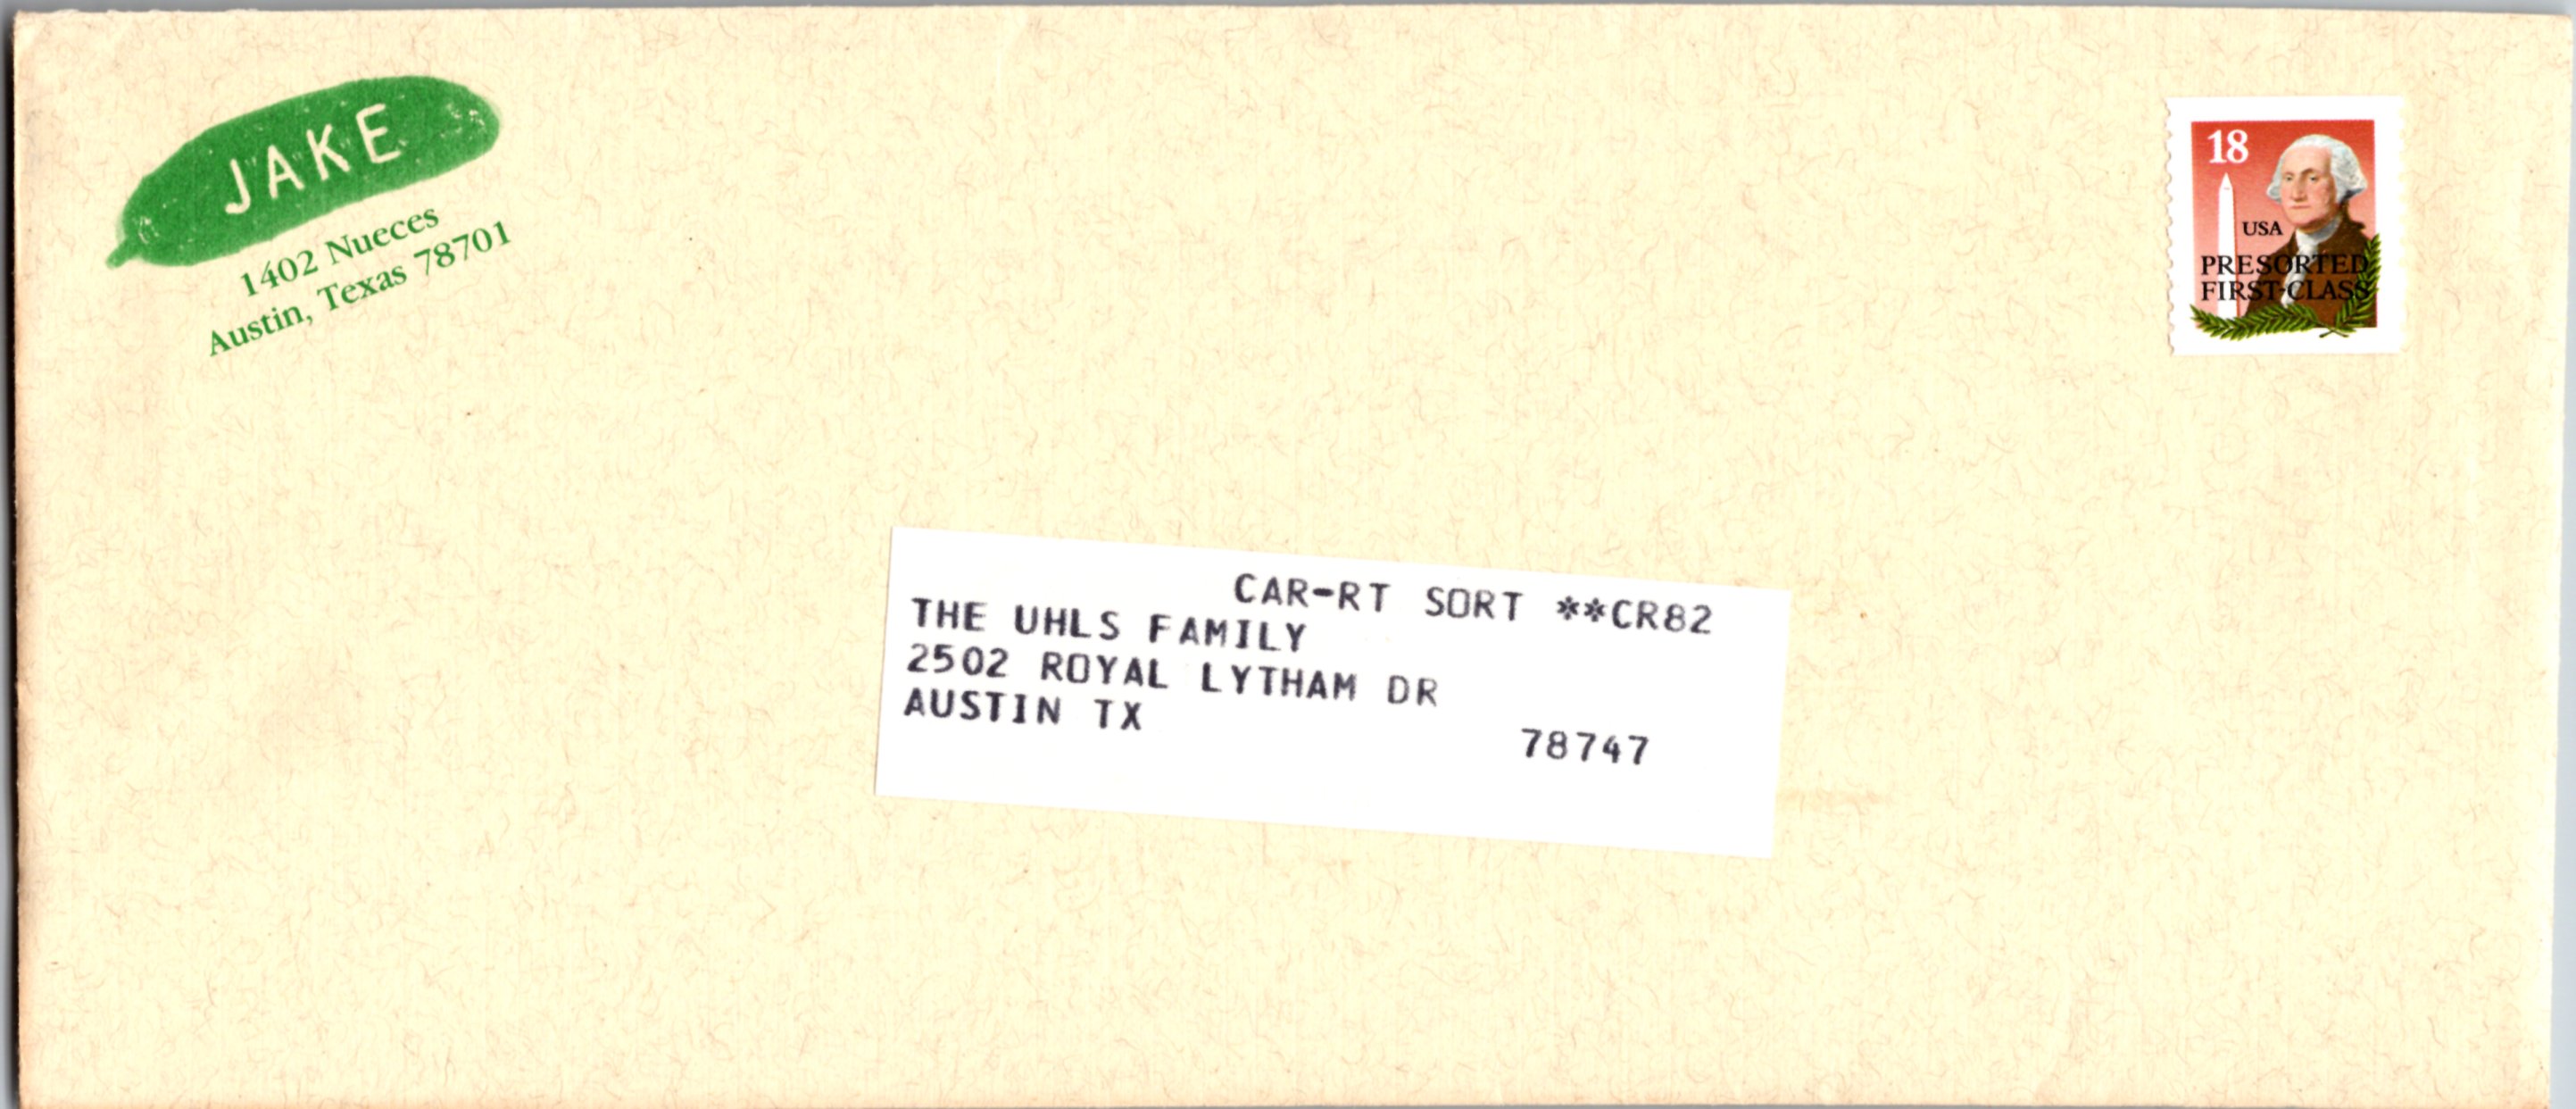 JAKE
1402 Nueces
Austin, Texas 78701
18
USA
PRESORTED
FIRST-CLASS
CAR-RT SORT **CR82
THE UHLS FAMILY
2502 ROYAL LYTHAM DR
AUSTIN TX 78747